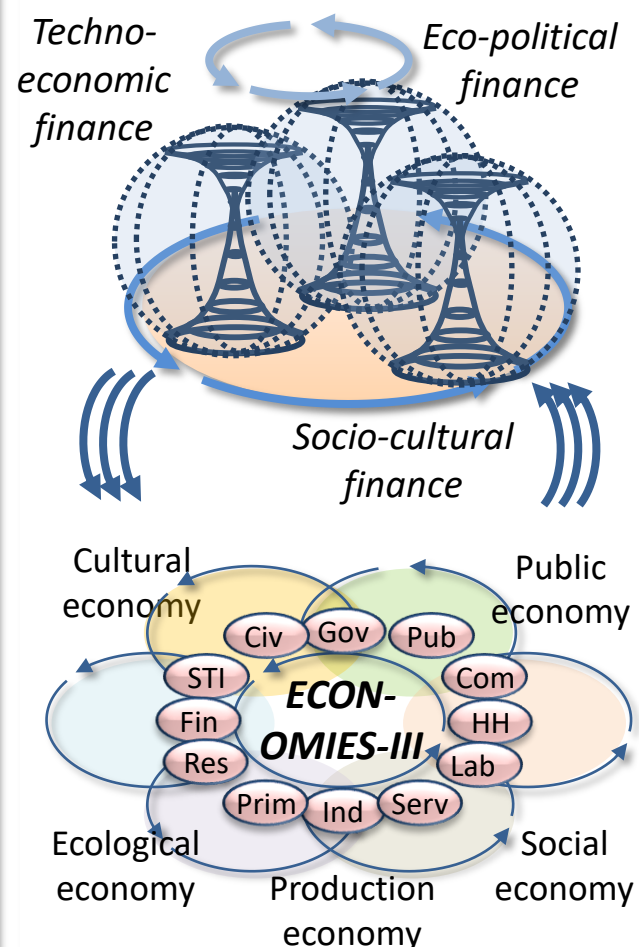 Techno-
economic
finance
Eco-political
finance
Socio-cultural
finance
Cultural
economy
Public
economy
Civ
Gov
Pub
STI
Com
ECON-
OMIES-III
Fin
HH
Res
Lab
Prim
Ind
Serv
Ecological
economy
Production
economy
Social
economy